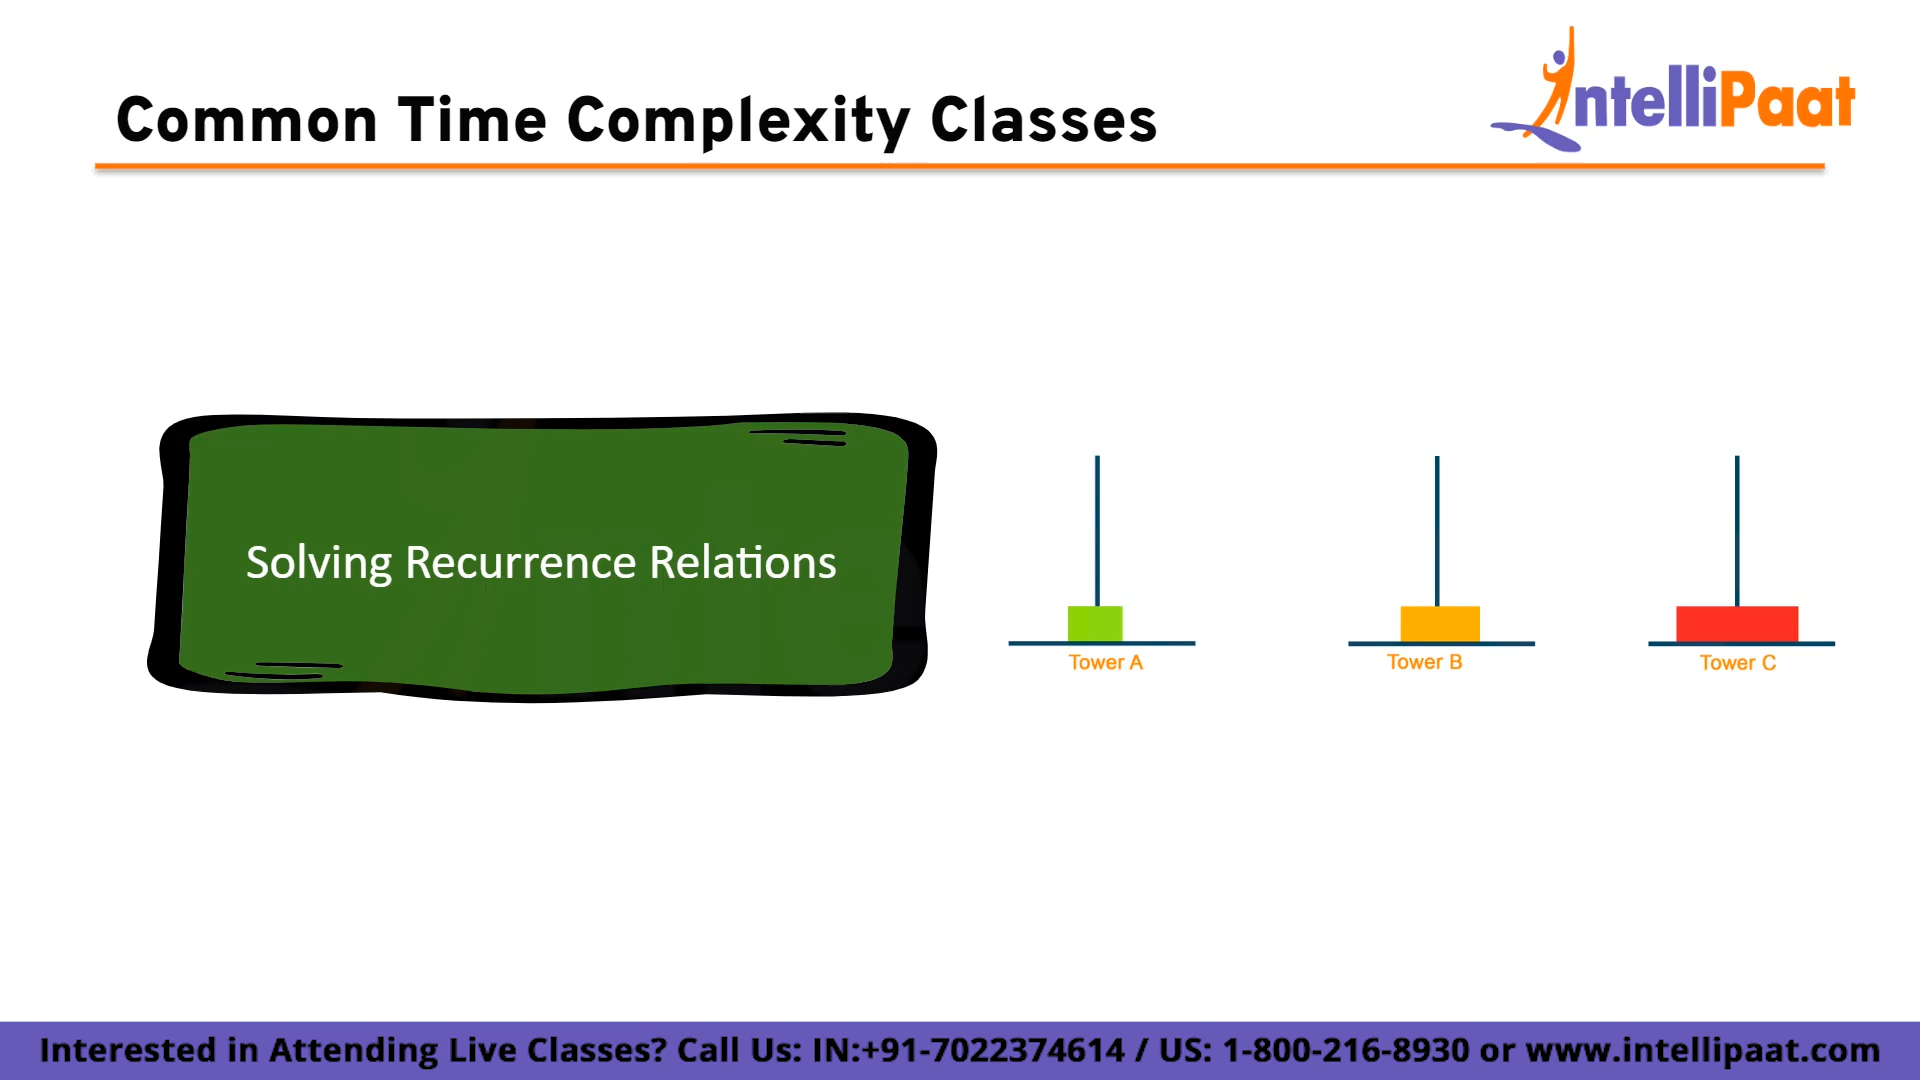 Common Time Complexity Classes
IntelliPaat
Solving Recurrence Relations
Tower A
Tower B
Tower C
Interested in Attending Live Classes? Call Us: IN:+91-7022374614 / US: 1-800-216-8930 or www.intellipaat.com